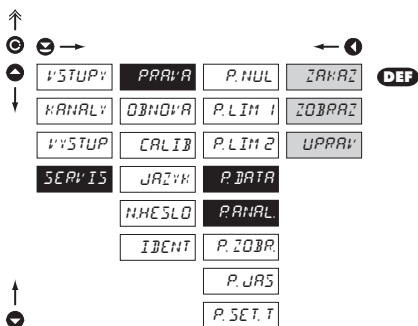 VSTUPY PRAVA P. NUL ZAKAZ DEF
KANALY OBNOVA P. LIM 1 ZOBRAZ
VYSTUP CALIB P. LIM 2 UPRAV
SERVIS JAZYK P. DATA
N.HESLO P. ANAL.
IDENT P. ZOBR.
P. JAS
P. SET. T